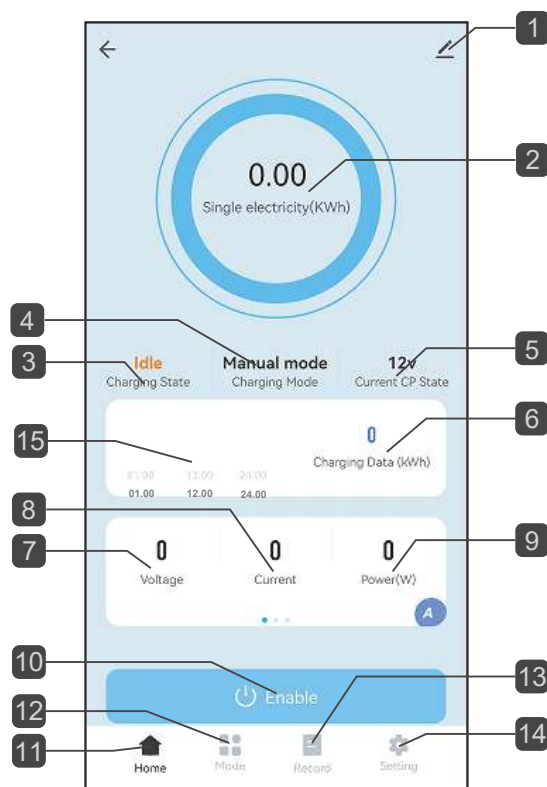 1
0.00
2
Single electricity(KWh)
4
Idle
Manual mode
12v
5
3
Charging State
Charging Mode
Current CP State
6
0
15
Charging Data (kWh)
01:00 12:00 24:00
01.00 12.00 24.00
8
7
0
0
0
9
Voltage
Current
Power(W)
A
10
Enable
13
12
11
14
Home
Mode
Record
Setting